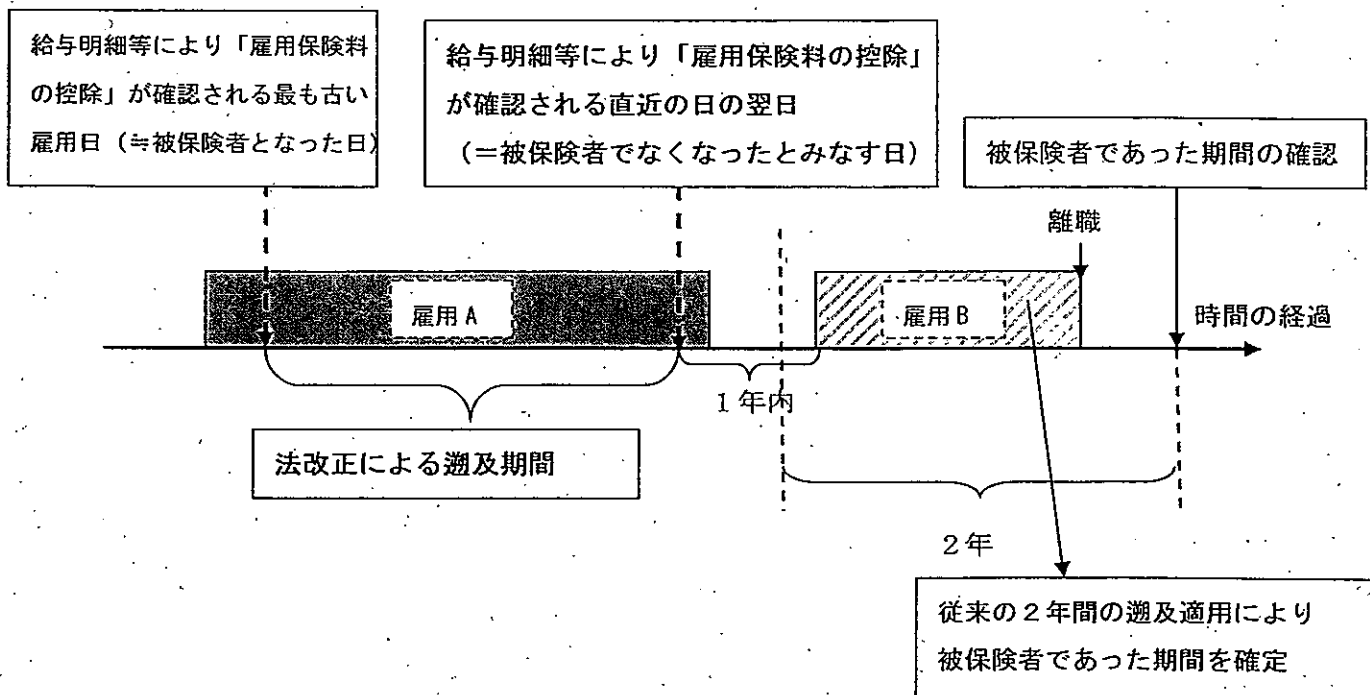 給与明細等により「雇用保険料
の控除」が確認される最も古い
雇用日（≒被保険者となった日）
給与明細等により「雇用保険料の控除」
が確認される直近の日の翌日
（＝被保険者でなくなったとみなす日）
被保険者であった期間の確認
離職
雇用A
雇用B
時間の経過
1年内
法改正による遡及期間
2年
従来の2年間の遡及適用により
被保険者であった期間を確定